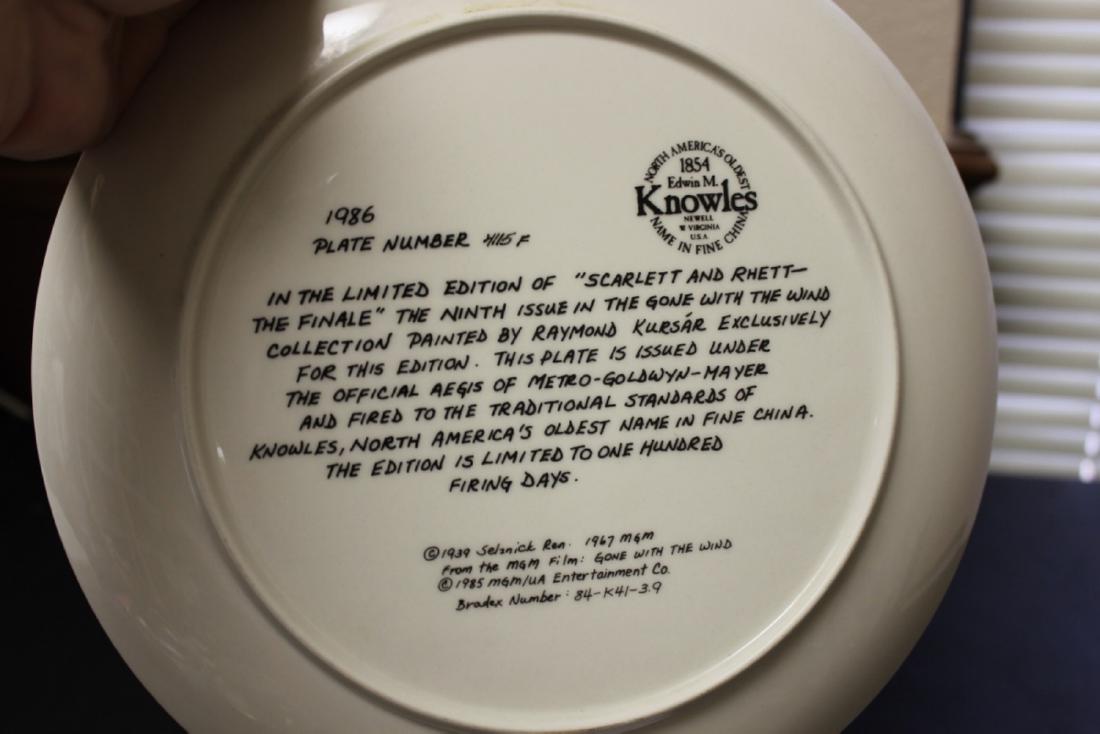 NORTH AMERICA'S OLDEST
1854
Edwin M.
Knowles
NEWELL
W VIRGINIA
U.S.A.
NAME IN FINE CHINA
1986
PLATE NUMBER 4115 F
IN THE LIMITED EDITION OF "SCARLETT AND RHETT—
THE FINALE" THE NINTH ISSUE IN THE GONE WITH THE WIND
COLLECTION PAINTED BY RAYMOND KURSÁR EXCLUSIVELY
FOR THIS EDITION. THIS PLATE IS ISSUED UNDER
THE OFFICIAL AEGIS OF METRO-GOLDWYN-MAYER
AND FIRED TO THE TRADITIONAL STANDARDS OF
KNOWLES, NORTH AMERICA'S OLDEST NAME IN FINE CHINA.
THE EDITION IS LIMITED TO ONE HUNDRED
FIRING DAYS.
© 1939 Selznick Ren. 1967 MGM
From the MGM Film: GONE WITH THE WIND
© 1985 MGM/UA Entertainment Co.
Bradex Number: 84-K41-3.9